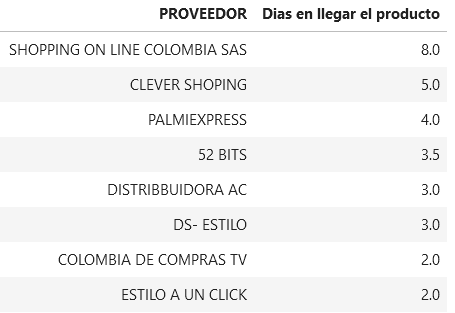 PROVEEDOR Dias en llegar el producto
SHOPPING ON LINE COLOMBIA SAS 8.0
CLEVER SHOPING 5.0
PALMIEXPRESS 4.0
52 BITS 3.5
DISTRIBBUIDORA AC 3.0
DS- ESTILO 3.0
COLOMBIA DE COMPRAS TV 2.0
ESTILO A UN CLICK 2.0